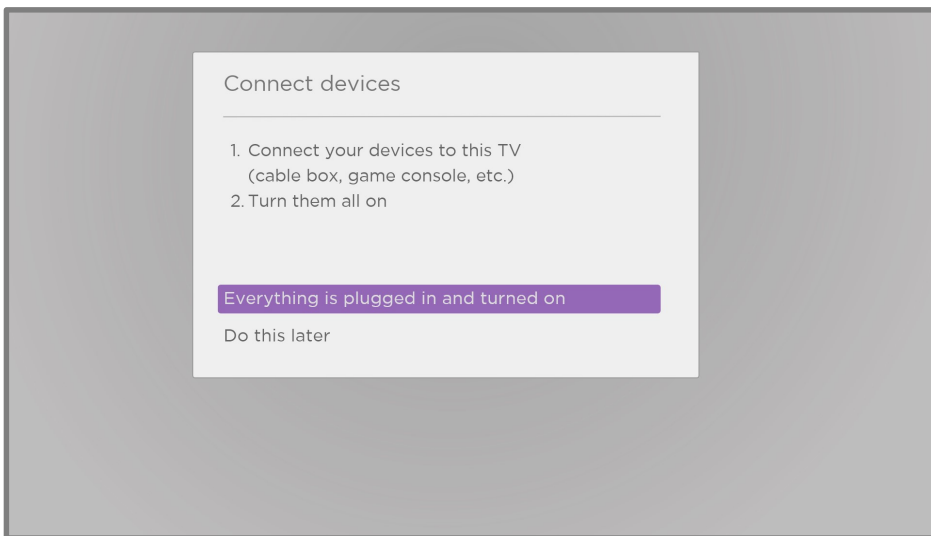 Connect devices
1. Connect your devices to this TV
(cable box, game console, etc.)
2. Turn them all on
Everything is plugged in and turned on
Do this later